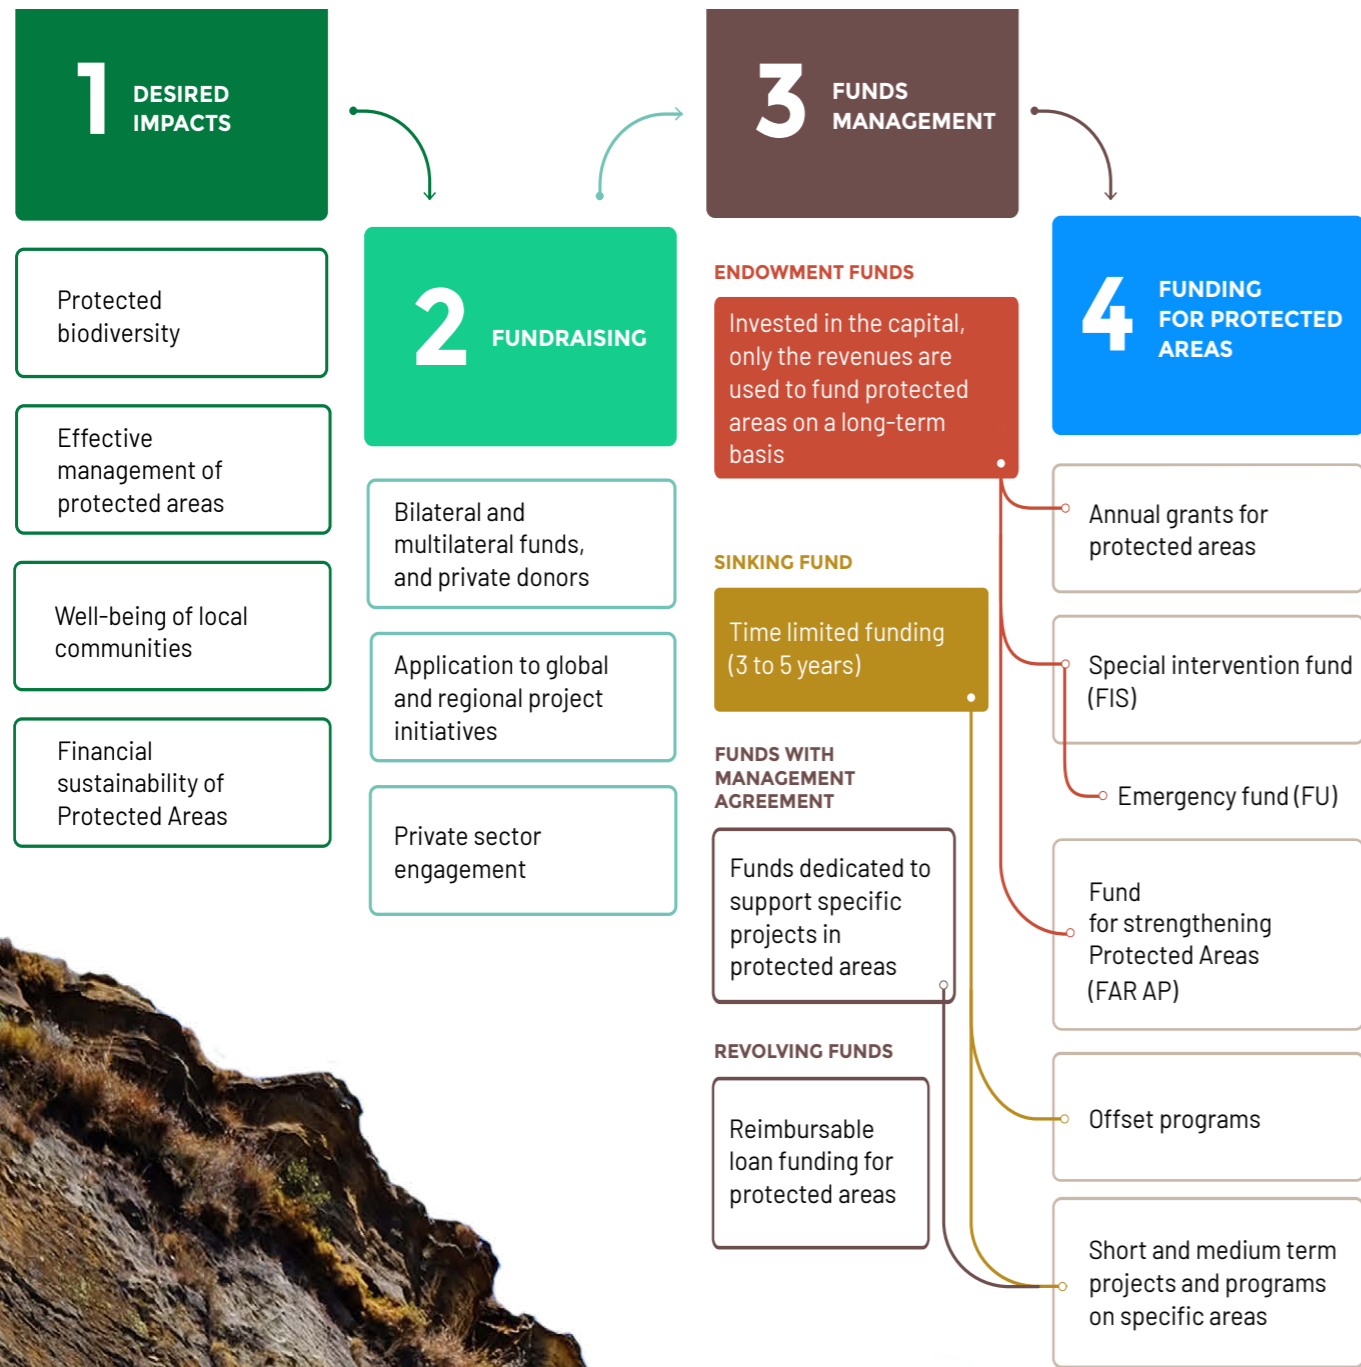 1
DESIRED
IMPACTS
Protected
biodiversity
Effective
management of
protected areas
Well-being of local
communities
Financial
sustainability of
Protected Areas
2
FUNDRAISING
Bilateral and
multilateral funds,
and private donors
Application to global
and regional project
initiatives
Private sector
engagement
3
FUNDS
MANAGEMENT
ENDOWMENT FUNDS
Invested in the capital,
only the revenues are
used to fund protected
areas on a long-term
basis
SINKING FUND
Time limited funding
(3 to 5 years)
FUNDS WITH
MANAGEMENT
AGREEMENT
Funds dedicated to
support specific
projects in
protected areas
REVOLVING FUNDS
Reimbursable
loan funding for
protected areas
4
FUNDING
FOR PROTECTED
AREAS
Annual grants for
protected areas
Special intervention fund
(FIS)
Emergency fund (FU)
Fund
for strengthening
Protected Areas
(FAR AP)
Offset programs
Short and medium term
projects and programs
on specific areas